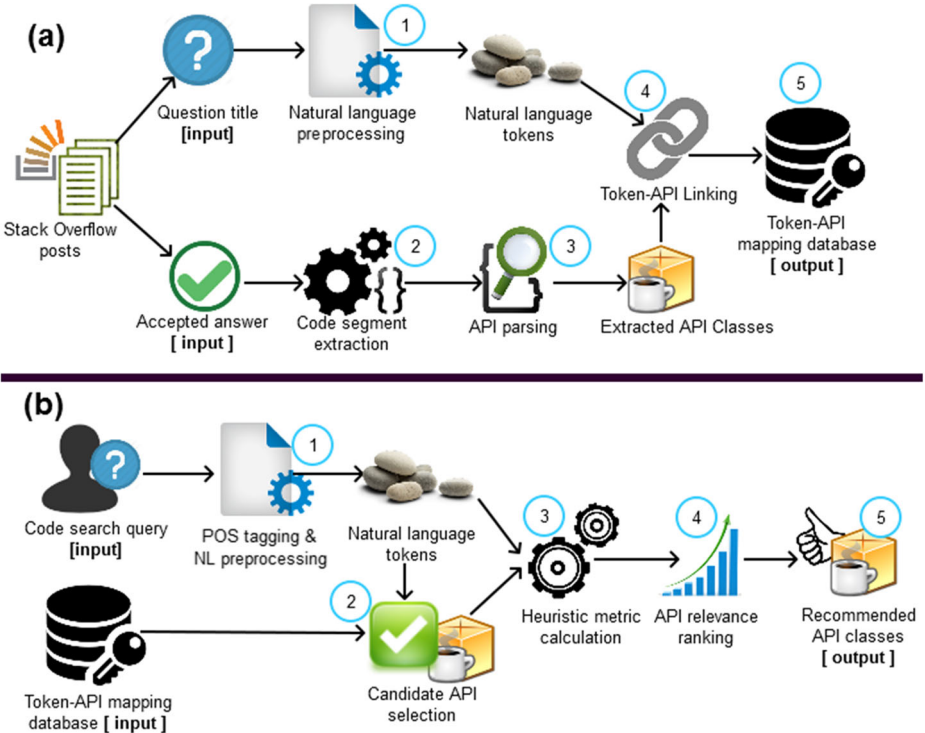 (a)
1
Question title
[input]
Natural language
preprocessing
Natural language
tokens
4
5
Token-API Linking
Stack Overflow
posts
Token-API
mapping database
[ output ]
2
3
Accepted answer
[ input ]
Code segment
extraction
API parsing
Extracted API Classes
(b)
1
Code search query
[input]
POS tagging &
NL preprocessing
Natural language
tokens
3
4
5
2
Heuristic metric
calculation
API relevance
ranking
Recommended
API classes
[ output ]
Token-API mapping
database [ input ]
Candidate API
selection